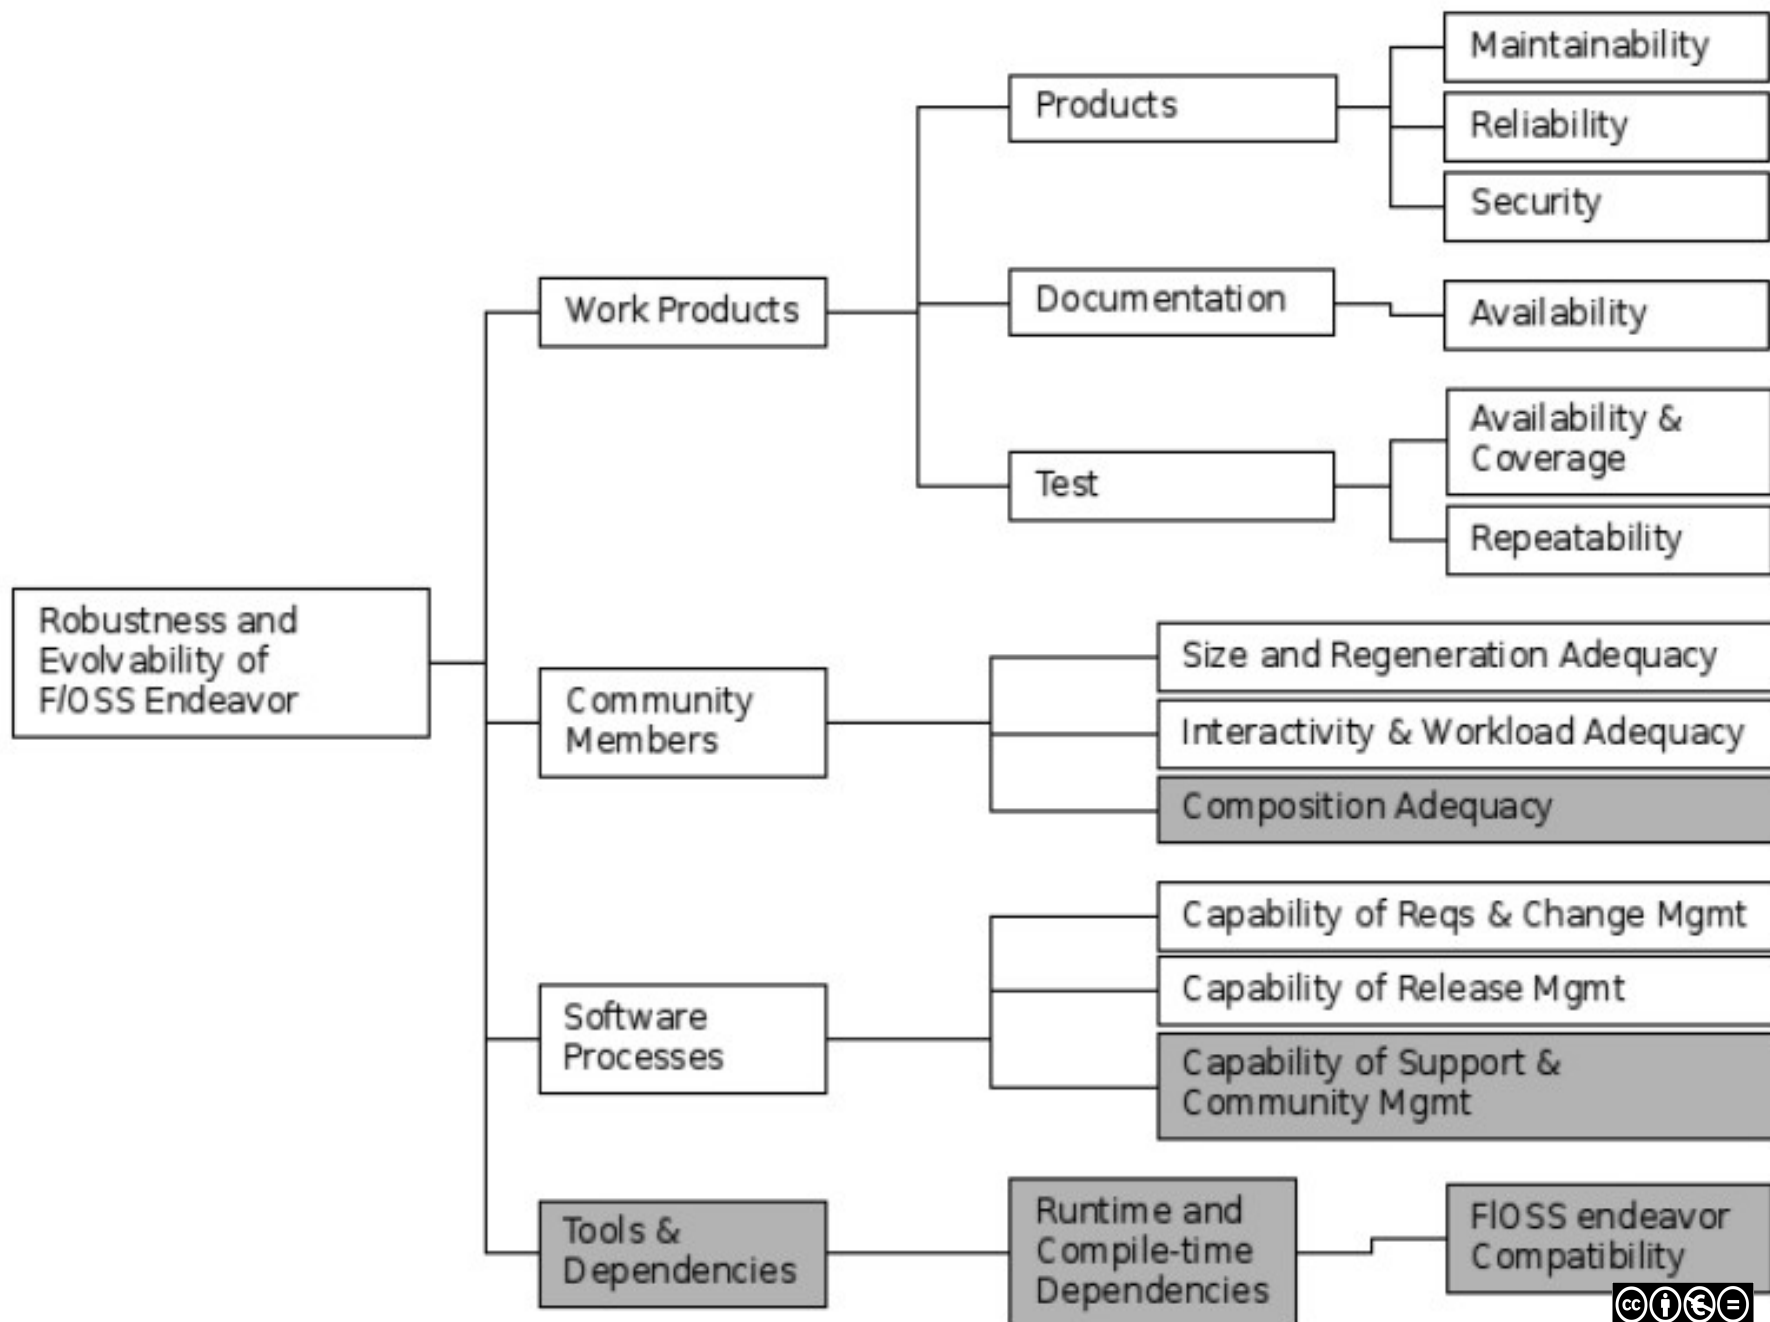 Maintainability
Products
Reliability
Security
Work Products
Documentation
Availability
Availability &
Coverage
Test
Repeatability
Robustness and
Evolvability of
F/OSS Endeavor
Community
Members
Size and Regeneration Adequacy
Interactivity & Workload Adequacy
Composition Adequacy
Software
Processes
Capability of Reqs & Change Mgmt
Capability of Release Mgmt
Capability of Support &
Community Mgmt
Tools &
Dependencies
Runtime and
Compile-time
Dependencies
FlOSS endeavor
Compatibility
cc